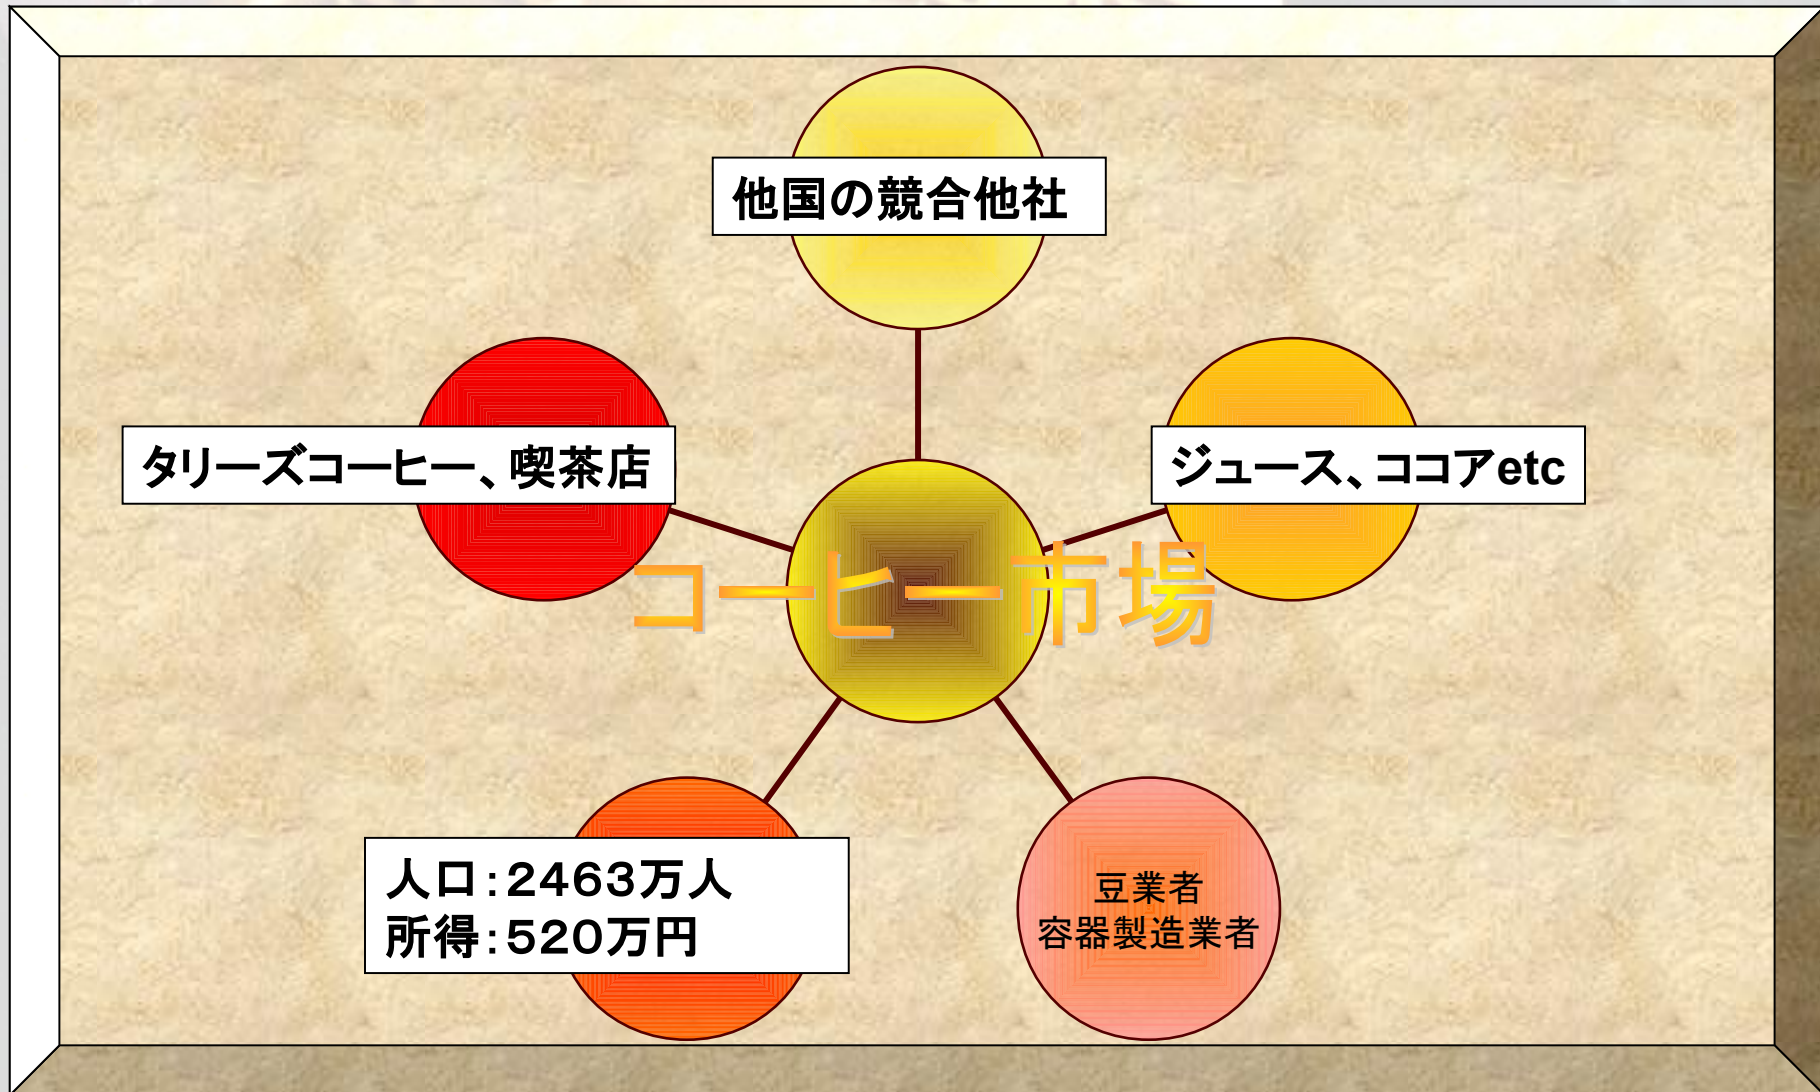 他国の競合他社
タリーズコーヒー、喫茶店
ジュース、ココアetc
コーヒー市場
人口：２４６３万人
所得：５２０万円
豆業者
容器製造業者